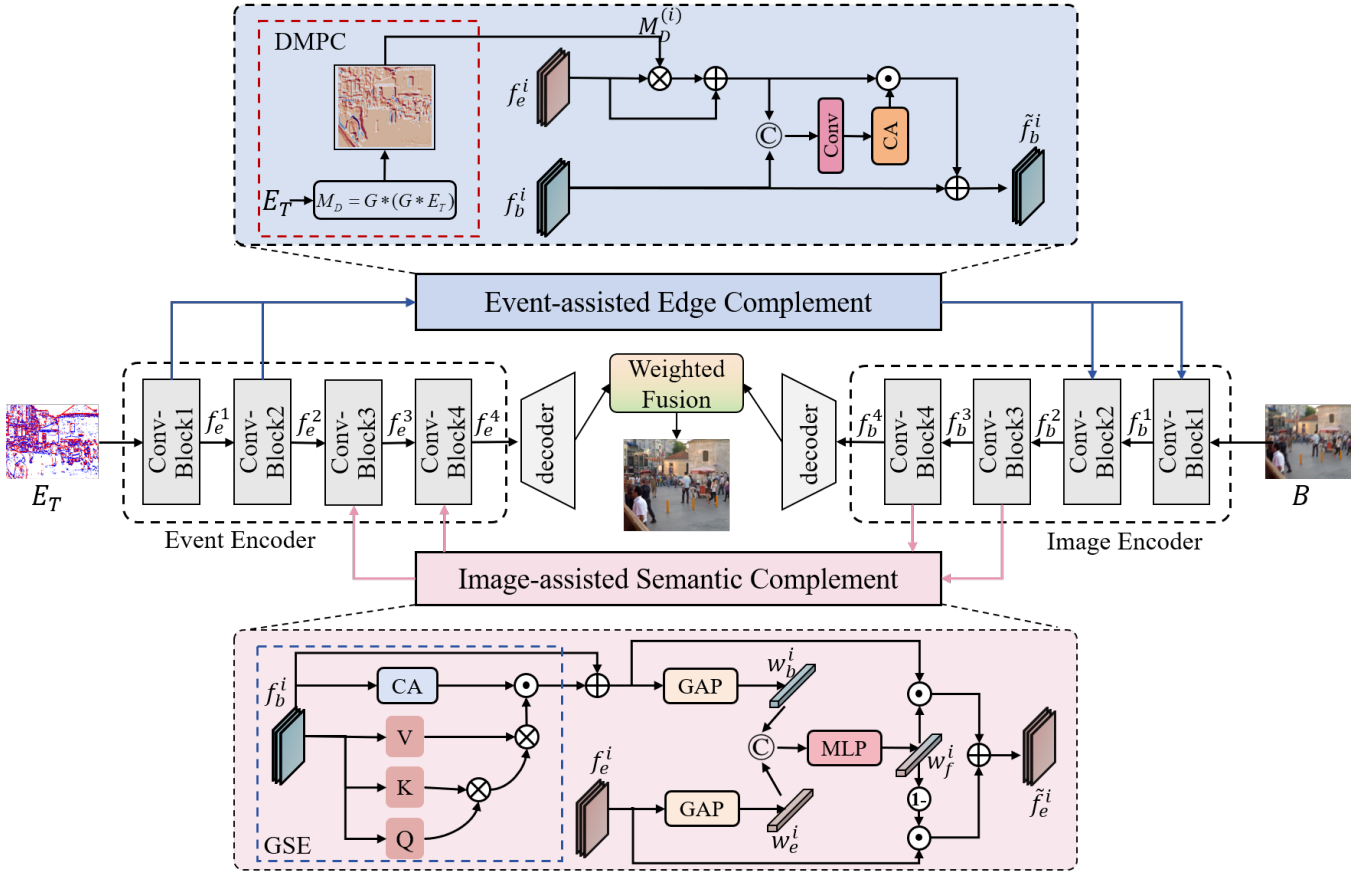 DMPC
M_D^{(i)}
f_e^i
E_T
M_D = G * (G * E_T)
f_b^i
©
Conv
CA
\tilde{f}_b^i
Event-assisted Edge Complement
E_T
Conv-Block1
f_e^1
Conv-Block2
f_e^2
Conv-Block3
f_e^3
Conv-Block4
f_e^4
Event Encoder
decoder
Weighted
Fusion
decoder
f_b^4
Conv-Block4
f_b^3
Conv-Block3
f_b^2
Conv-Block2
f_b^1
Conv-Block1
B
Image Encoder
Image-assisted Semantic Complement
f_b^i
CA
V
K
Q
GSE
f_e^i
GAP
w_b^i
©
GAP
w_e^i
MLP
w_f^i
1-
\tilde{f}_e^i